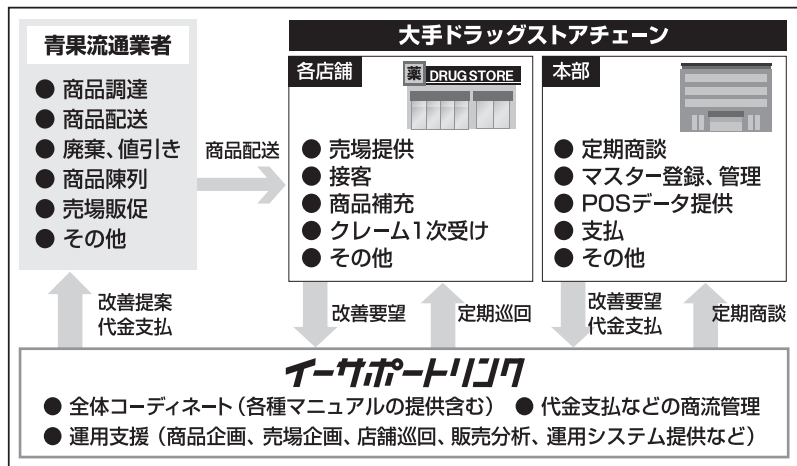 青果流通業者
● 商品調達
● 商品配送
● 廃棄、値引き
● 商品陳列
● 売場販促
● その他
商品配送
大手ドラッグストアチェーン
各店舗
薬 DRUG STORE
● 売場提供
● 接客
● 商品補充
● クレーム1次受け
● その他
本部
● 定期商談
● マスター登録、管理
● POSデータ提供
● 支払
● その他
改善提案
代金支払
改善要望
定期巡回
改善要望
代金支払
定期商談
イーサポートリンク
● 全体コーディネート（各種マニュアルの提供含む） ● 代金支払などの商流管理
● 運用支援（商品企画、売場企画、店舗巡回、販売分析、運用システム提供など）